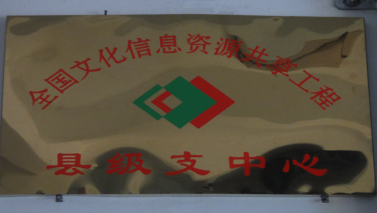 全国文化信息资源共享工程
县级支中心